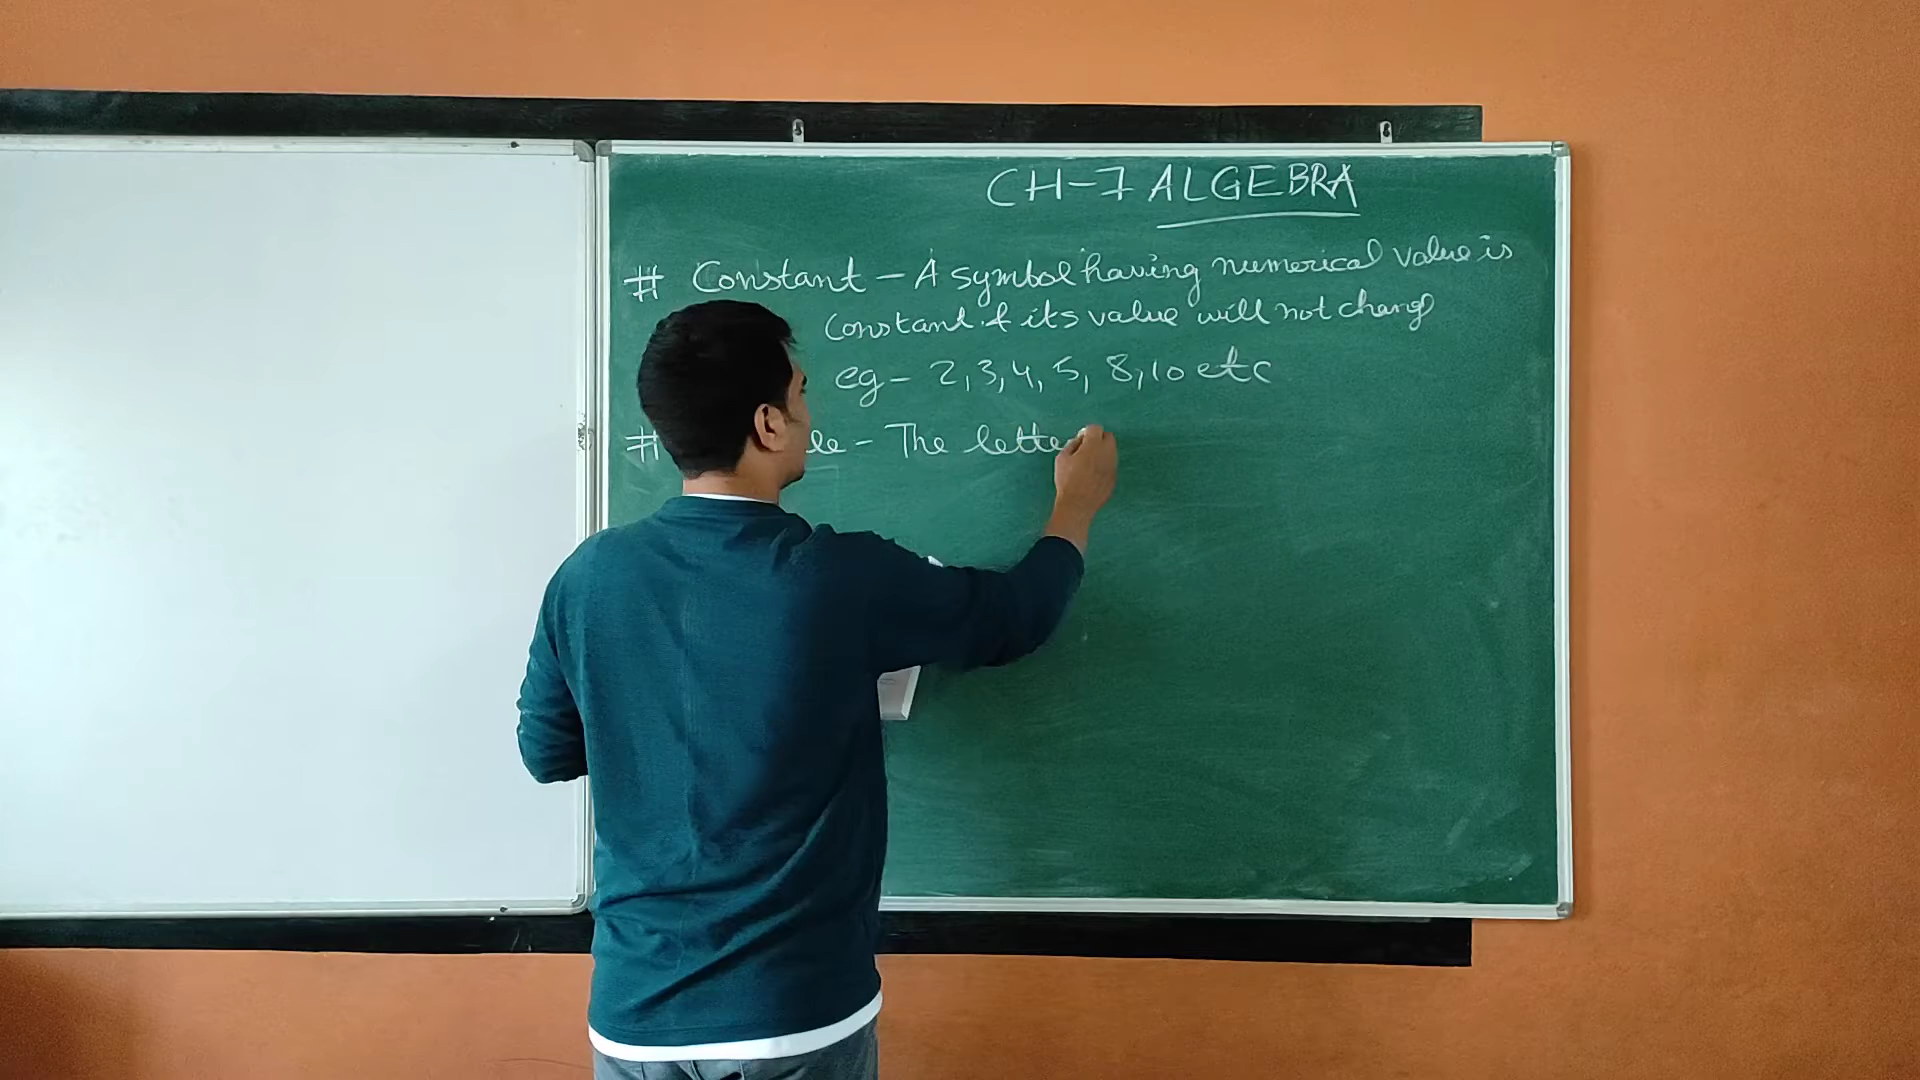 CH-7 ALGEBRA
# Constant - A symbol having numerical value is
constant & its value will not change
eg - 2, 3, 4, 5, 8, 10 etc
# - The lette